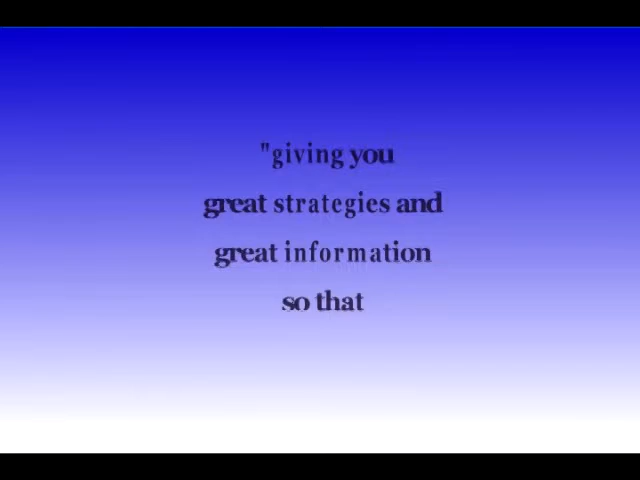 "giving you
great strategies and
great information
so that